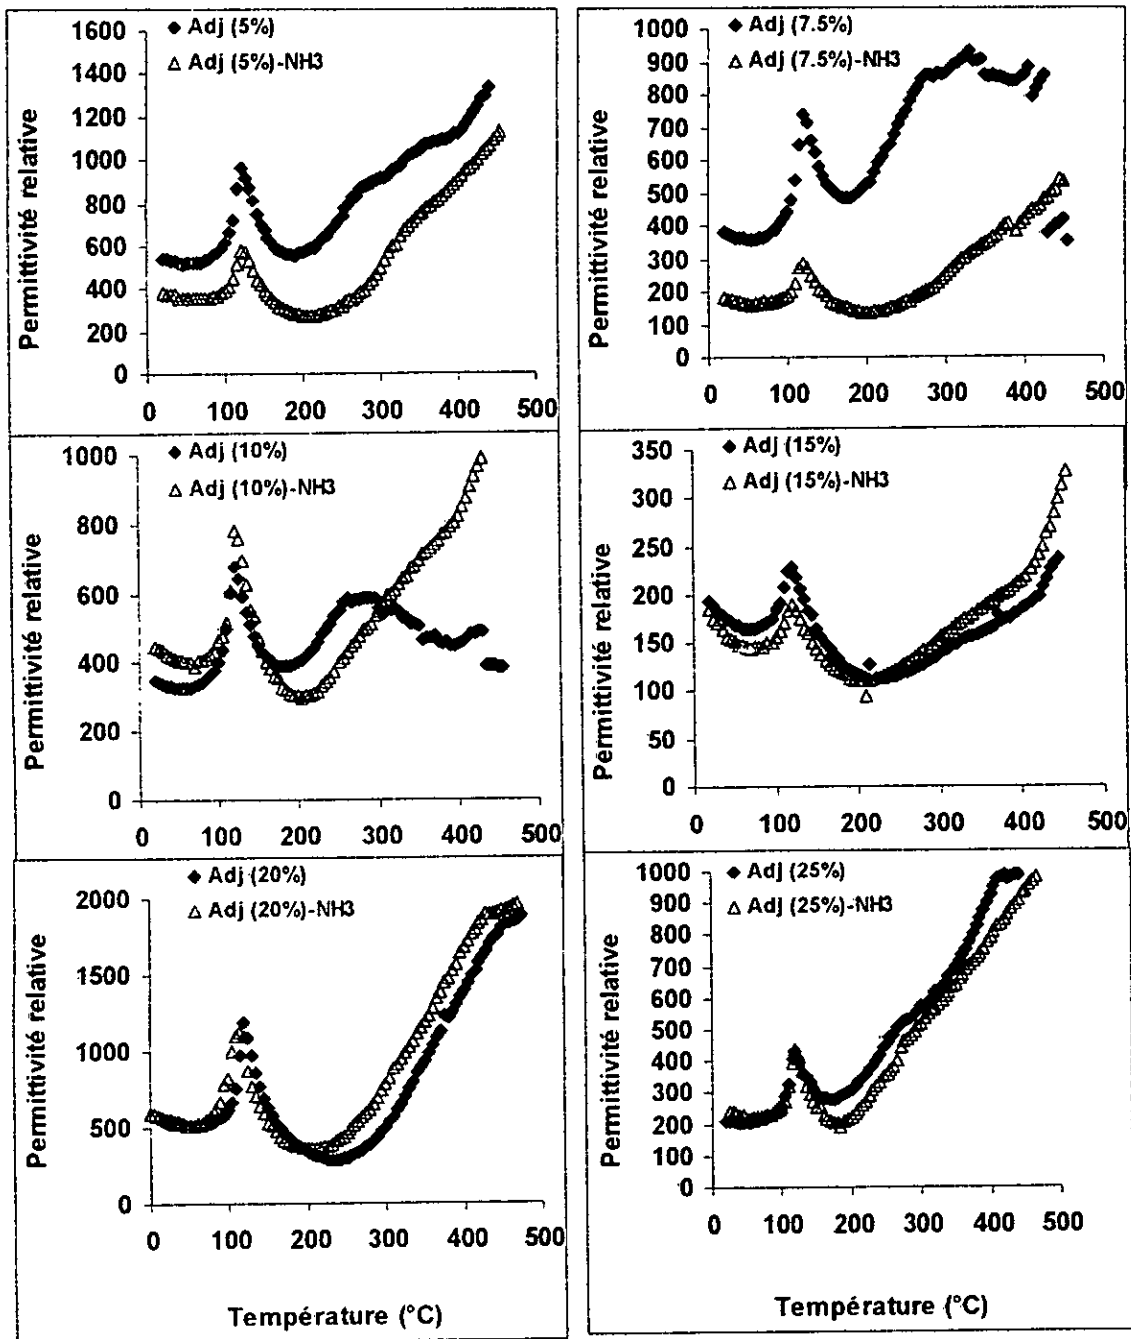 Adj (5%)
Adj (5%)-NH3
Permittivité relative
1600
1400
1200
1000
800
600
400
200
0
0 100 200 300 400 500
Adj (7.5%)
Adj (7.5%)-NH3
Permittivité relative
1000
900
800
700
600
500
400
300
200
100
0
0 100 200 300 400 500
Adj (10%)
Adj (10%)-NH3
Permittivité relative
1000
800
600
400
200
0
0 100 200 300 400 500
Adj (15%)
Adj (15%)-NH3
Permittivité relative
350
300
250
200
150
100
50
0
0 100 200 300 400 500
Adj (20%)
Adj (20%)-NH3
Permittivité relative
2000
1500
1000
500
0
0 100 200 300 400 500
Température (°C)
Adj (25%)
Adj (25%)-NH3
Permittivité relative
1000
900
800
700
600
500
400
300
200
100
0
0 100 200 300 400 500
Température (°C)